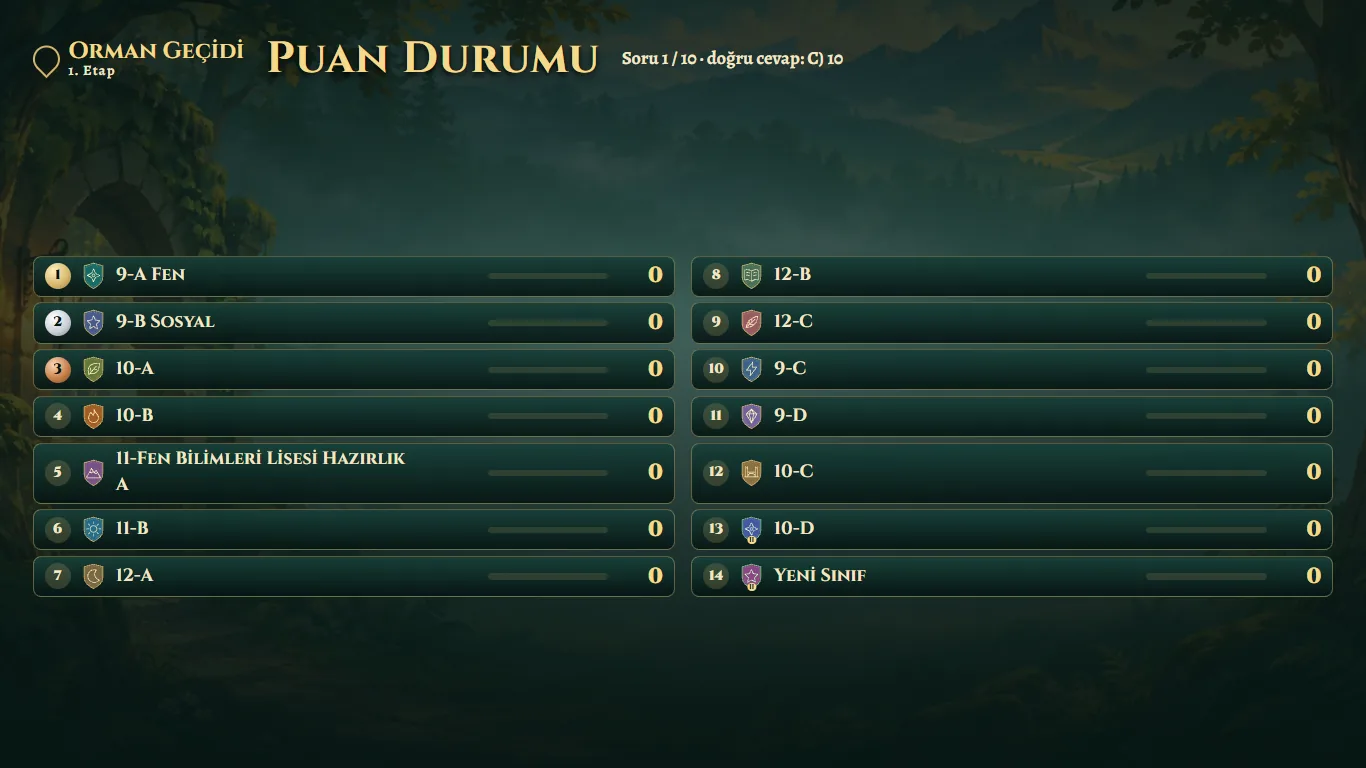 Orman Geçidi
1. Etap
Puan Durumu
Soru 1 / 10 · doğru cevap: C) 10
1 9-A Fen 0
2 9-B Sosyal 0
3 10-A 0
4 10-B 0
5 11-Fen Bilimleri Lisesi Hazırlık
A 0
6 11-B 0
7 12-A 0
8 12-B 0
9 12-C 0
10 9-C 0
11 9-D 0
12 10-C 0
13 10-D 0
14 Yeni Sınıf 0